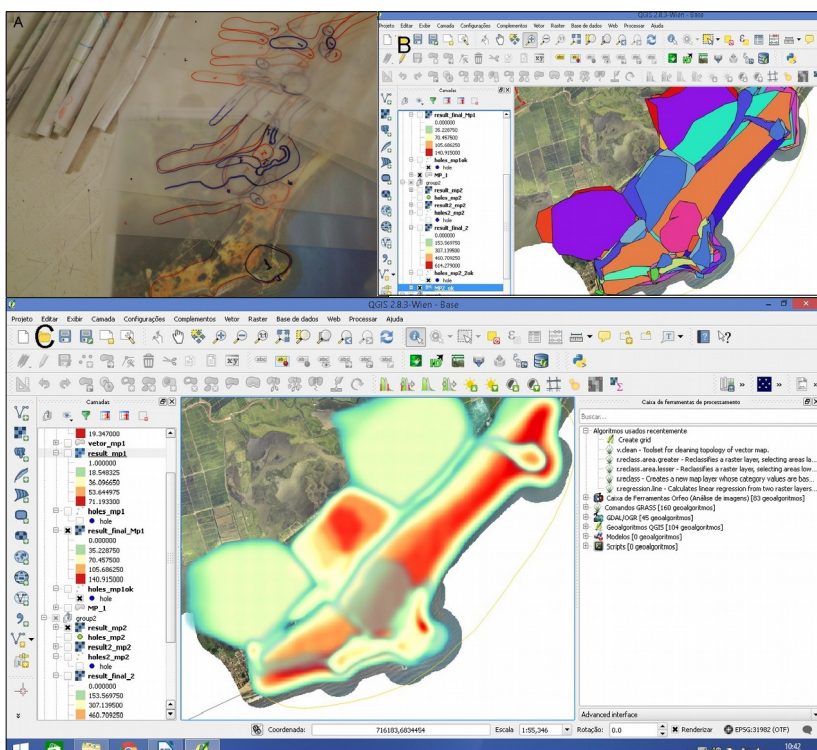 A
QGIS 2.8.3-Wien - Base
Projeto Editar Exibir Camada Configurações Complementos Vetor Raster Base de dados Web Processar Ajuda
B
Camadas
result_final_Mp1
0.000000
35.228750
70.457500
105.686250
140.915000
holes_mp1ok
hole
MP_1
group2
result_mp2
holes_mp2
result2_mp2
holes2_mp2
hole
result_final_2
0.000000
153.569750
307.139500
460.709250
614.279000
holes_mp2_2ok
hole
MP2_ok
QGIS 2.8.3-Wien - Base
Projeto Editar Exibir Camada Configurações Complementos Vetor Raster Base de dados Web Processar Ajuda
C
Camadas
19.347000
vetor_mp1
result_mp1
1.000000
18.548325
36.096650
53.644975
71.193300
holes_mp1
hole
result_final_Mp1
0.000000
35.228750
70.457500
105.686250
140.915000
holes_mp1ok
hole
MP_1
group2
result_mp2
holes_mp2
result2_mp2
holes2_mp2
hole
result_final_2
0.000000
153.569750
307.139500
460.709250
Caixa de ferramentas de processamento
Buscar...
Algoritmos usados recentemente
Create grid
v.clean - Toolset for cleaning topology of vector map.
r.reclass.area.greater - Reclassifies a raster layer, selecting areas la...
r.reclass.area.lesser - Reclassifies a raster layer, selecting areas low...
r.reclass - Creates a new map layer whose category values are bas...
r.regression.line - Calculates linear regression from two raster layers...
Caixa de Ferramentas Orfeo (Análise de imagens) [83 geoalgoritmos]
Comandos GRASS [160 geoalgoritmos]
GDAL/OGR [45 geoalgoritmos]
Geoalgoritmos QGIS [104 geoalgoritmos]
Modelos [0 geoalgoritmos]
Scripts [0 geoalgoritmos]
Advanced interface
Coordenada: 716183,6834454 Escala 1:55,346 Rotação: 0.0 Renderizar EPSG:31982 (OTF)
10:42